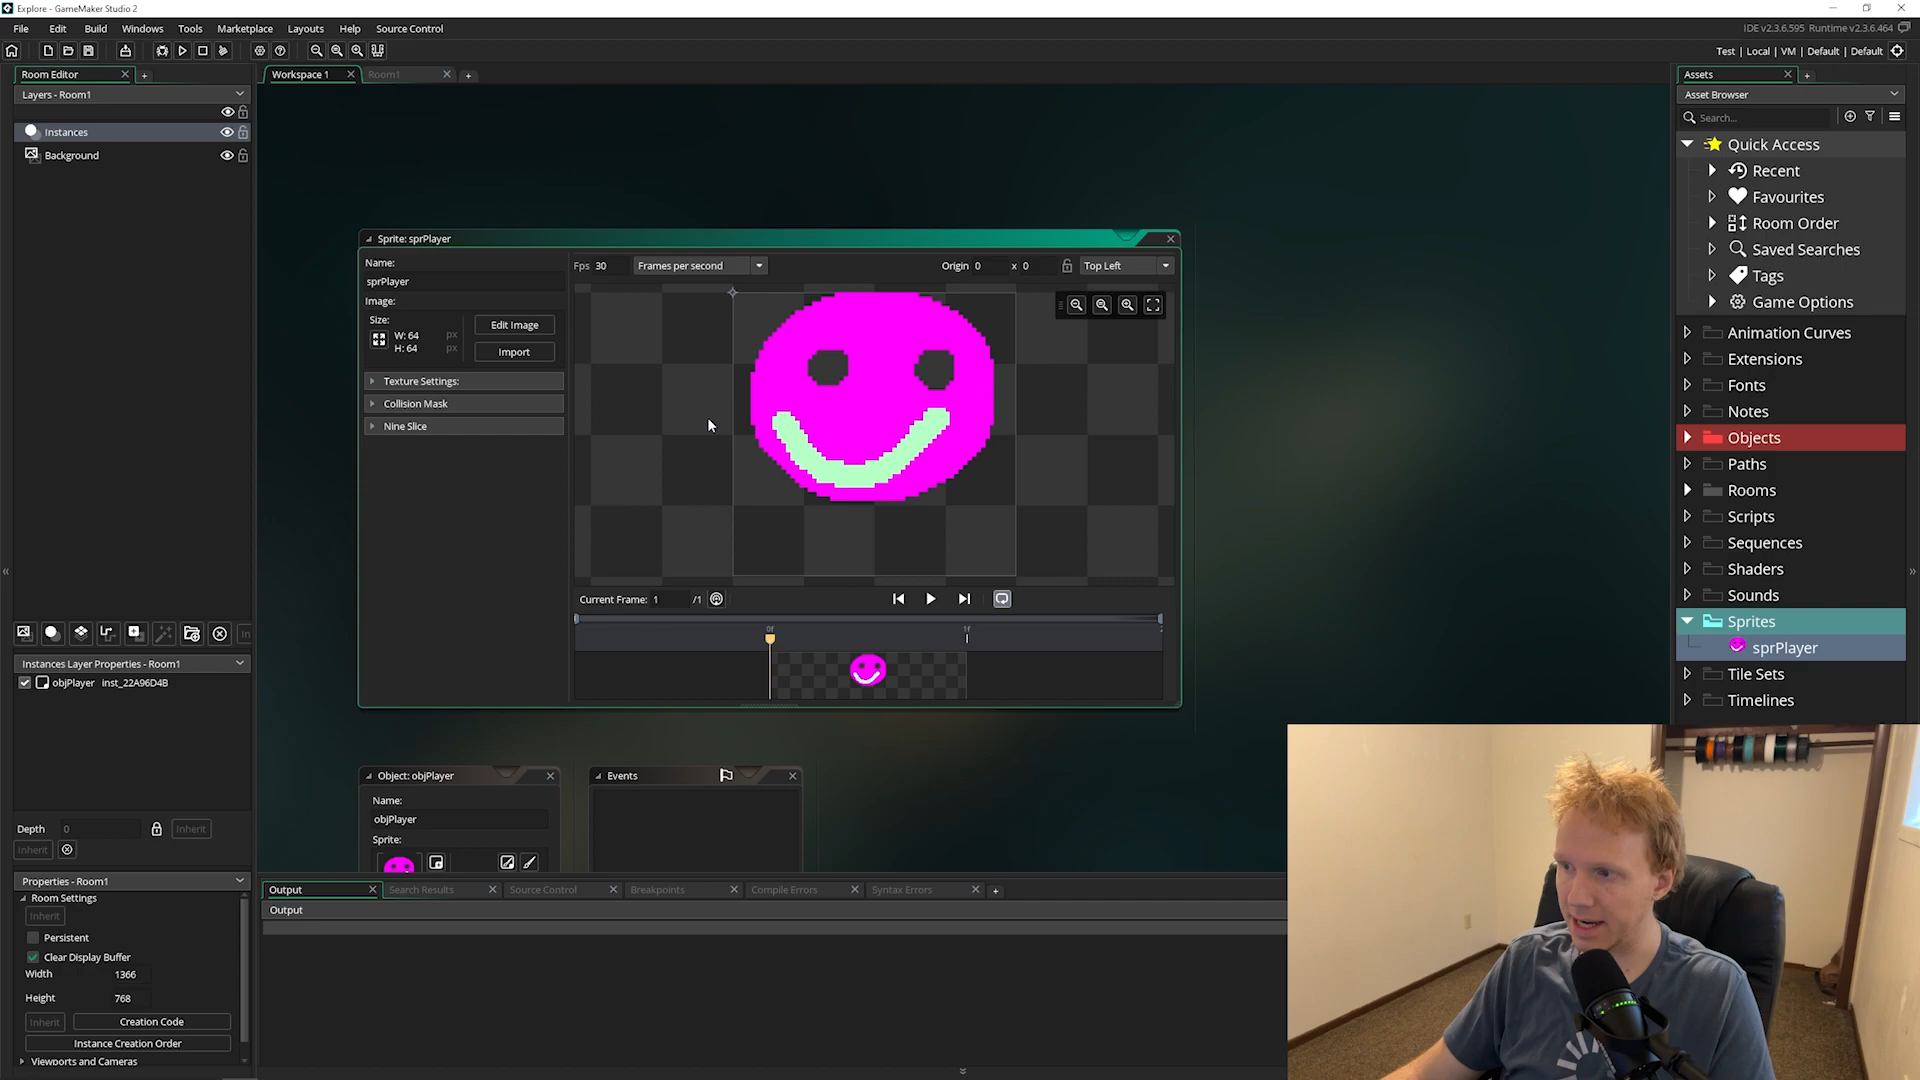 Explore - GameMaker Studio 2
File Edit Build Windows Tools Marketplace Layouts Help Source Control
IDE v2.3.6.595 Runtime v2.3.6.464
Test | Local | VM | Default | Default
Room Editor
Workspace 1
Room1
Assets
Layers - Room1
Asset Browser
Search...
Instances
Background
Quick Access
Recent
Favourites
Room Order
Saved Searches
Tags
Game Options
Animation Curves
Extensions
Fonts
Notes
Objects
Paths
Rooms
Scripts
Sequences
Shaders
Sounds
Sprites
sprPlayer
Tile Sets
Timelines
Sprite: sprPlayer
Name:
sprPlayer
Image:
Size:
W: 64 px
H: 64 px
Edit Image
Import
Texture Settings:
Collision Mask
Nine Slice
Fps 30 Frames per second
Origin 0 x 0 Top Left
Current Frame: 1 /1
0f 1f
Object: objPlayer
Name:
objPlayer
Sprite:
Events
Instances Layer Properties - Room1
objPlayer inst_22A96D4B
Depth 0 Inherit
Inherit
Properties - Room1
Room Settings
Inherit
Persistent
Clear Display Buffer
Width 1366
Height 768
Inherit Creation Code
Instance Creation Order
Viewports and Cameras
Output Search Results Source Control Breakpoints Compile Errors Syntax Errors
Output